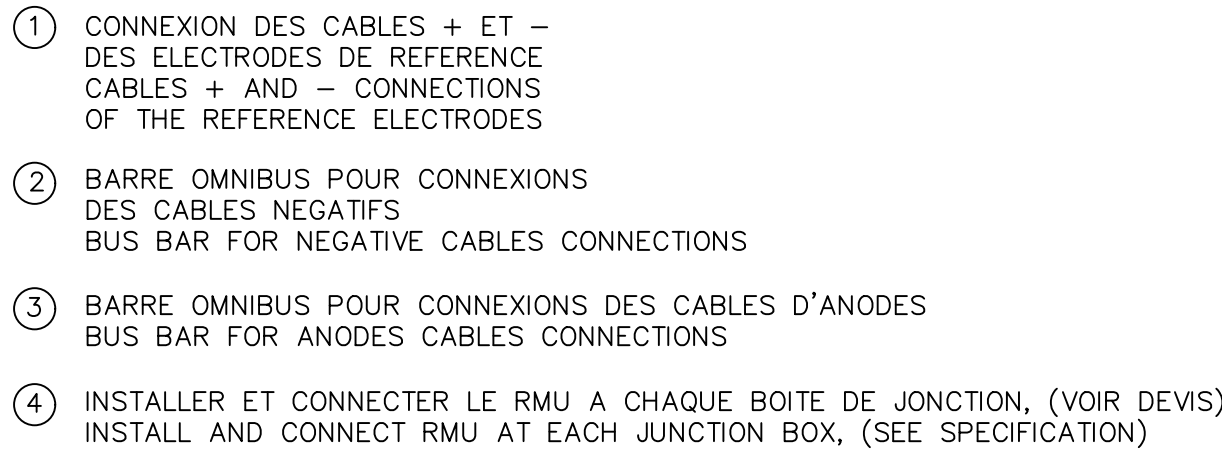 1 CONNEXION DES CABLES + ET −
DES ELECTRODES DE REFERENCE
CABLES + AND − CONNECTIONS
OF THE REFERENCE ELECTRODES
2 BARRE OMNIBUS POUR CONNEXIONS
DES CABLES NEGATIFS
BUS BAR FOR NEGATIVE CABLES CONNECTIONS
3 BARRE OMNIBUS POUR CONNEXIONS DES CABLES D'ANODES
BUS BAR FOR ANODES CABLES CONNECTIONS
4 INSTALLER ET CONNECTER LE RMU A CHAQUE BOITE DE JONCTION, (VOIR DEVIS)
INSTALL AND CONNECT RMU AT EACH JUNCTION BOX, (SEE SPECIFICATION)